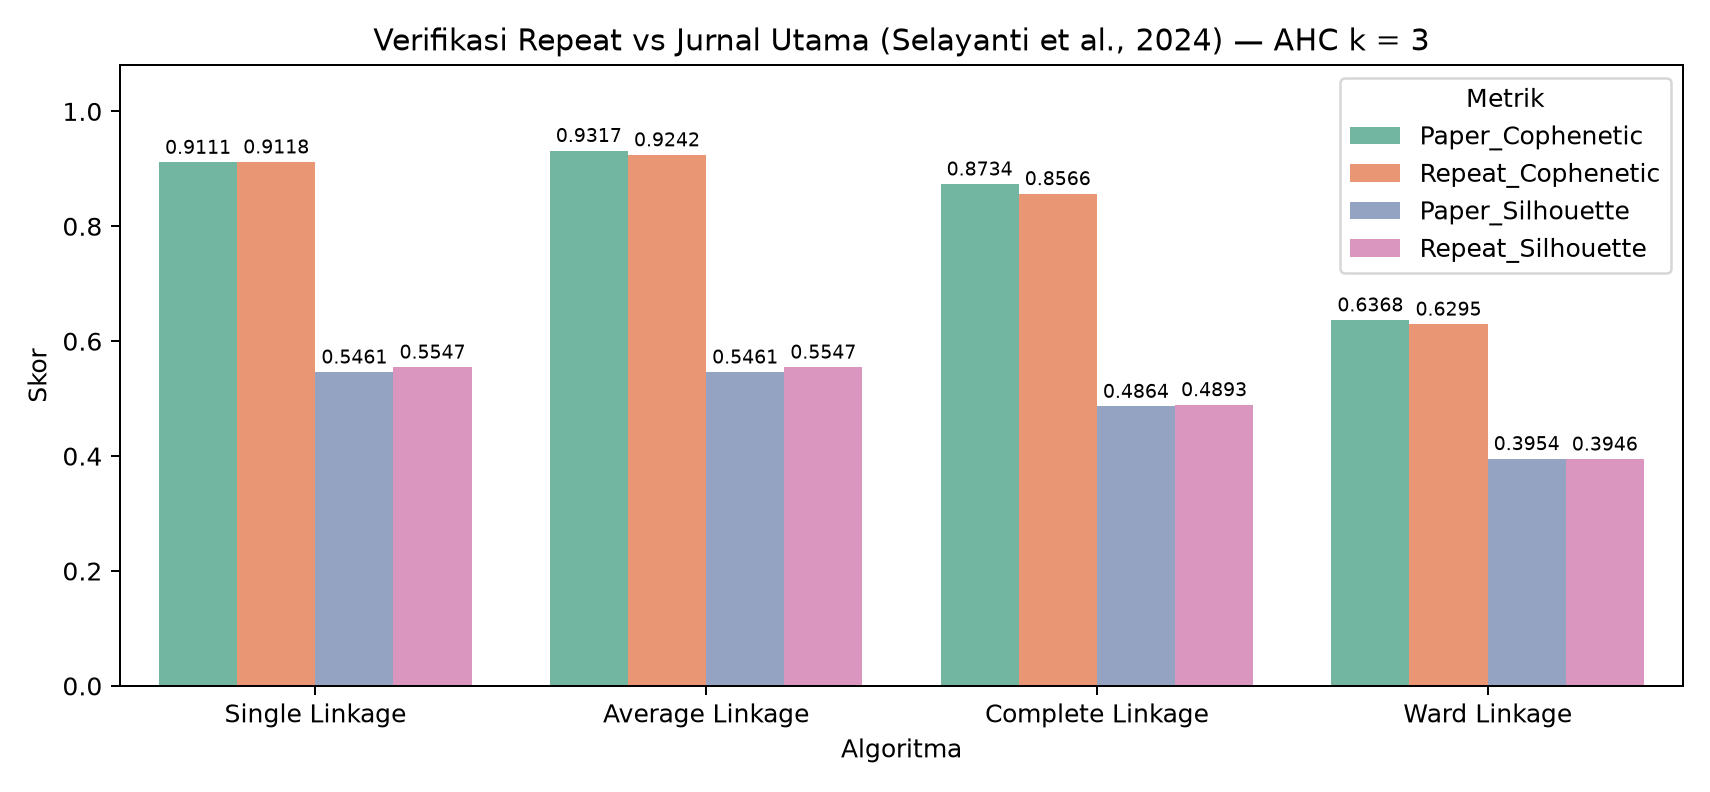 Verifikasi Repeat vs Jurnal Utama (Selayanti et al., 2024) — AHC k = 3
Metrik
Paper_Cophenetic
Repeat_Cophenetic
Paper_Silhouette
Repeat_Silhouette
Skor
1.0
0.8
0.6
0.4
0.2
0.0
0.9111 0.9118 0.5461 0.5547
0.9317 0.9242 0.5461 0.5547
0.8734 0.8566 0.4864 0.4893
0.6368 0.6295 0.3954 0.3946
Single Linkage Average Linkage Complete Linkage Ward Linkage
Algoritma